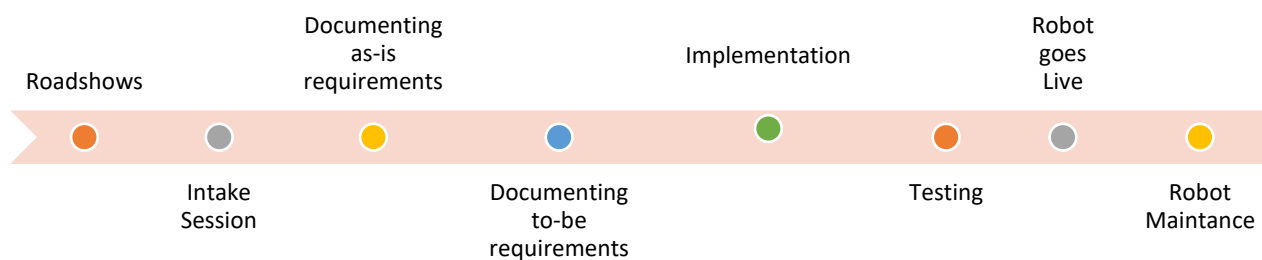 Roadshows
Intake
Session
Documenting
as-is
requirements
Documenting
to-be
requirements
Implementation
Testing
Robot
goes
Live
Robot
Maintance